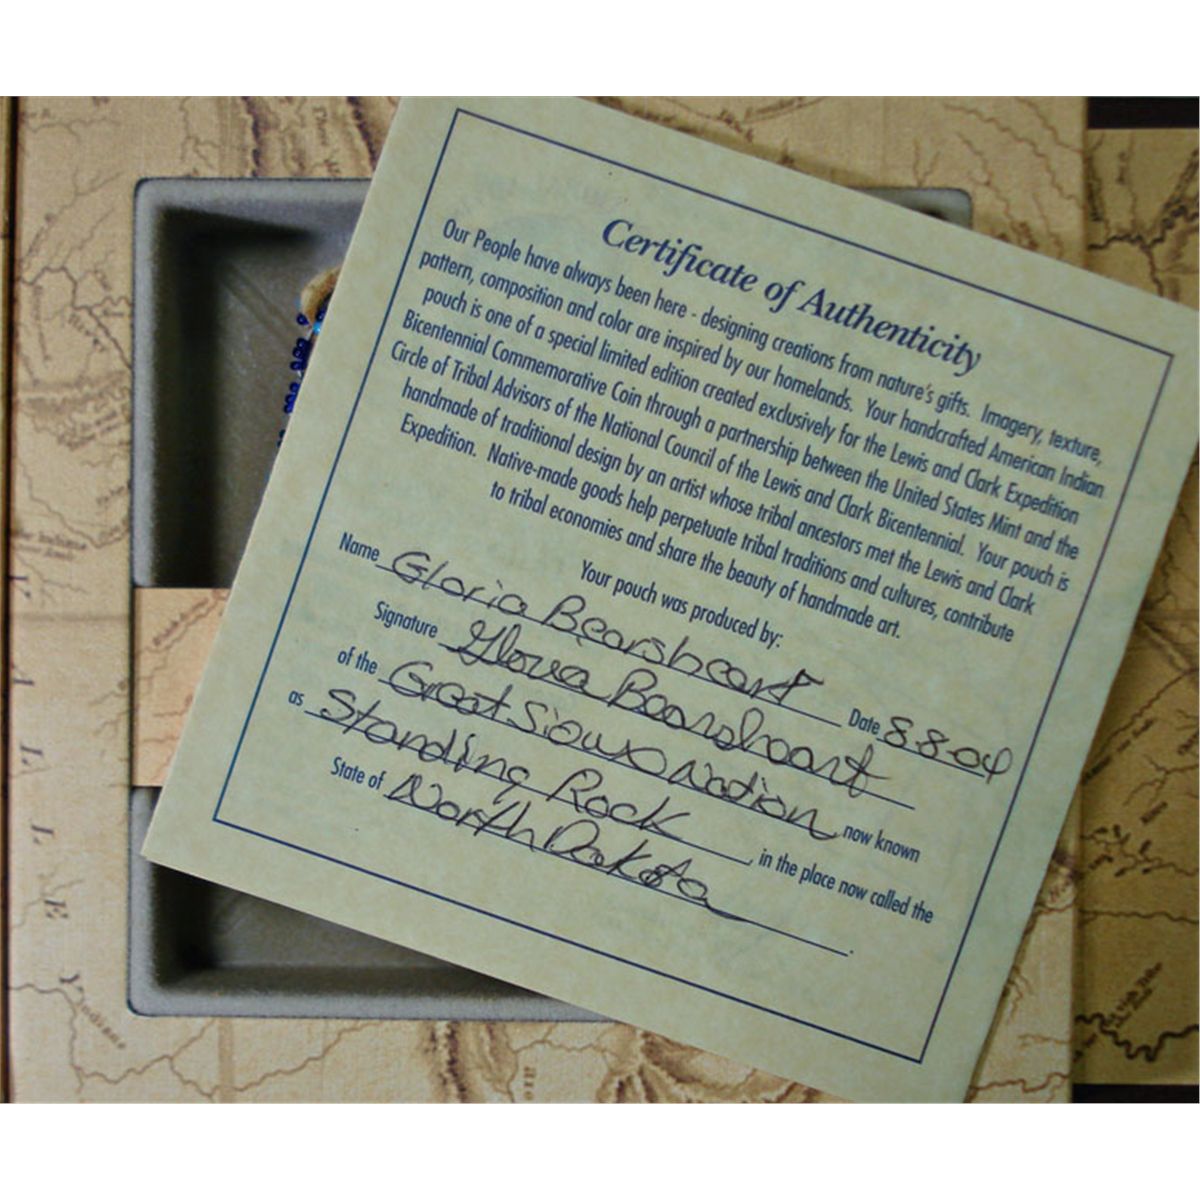 Certificate of Authenticity
Our People have always been here - designing creations from nature's gifts. Imagery, texture,
pattern, composition and color are inspired by our homelands. Your handcrafted American Indian
pouch is one of a special limited edition created exclusively for the Lewis and Clark Expedition
Bicentennial Commemorative Coin through a partnership between the United States Mint and the
Circle of Tribal Advisors of the National Council of the Lewis and Clark Bicentennial. Your pouch is
handmade of traditional design by an artist whose tribal ancestors met the Lewis and Clark
Expedition. Native-made goods help perpetuate tribal traditions and cultures, contribute
to tribal economies and share the beauty of handmade art.
Your pouch was produced by:
Name Gloria Bearsheart Date 8-8-04
Signature Gloria Bearsheart
of the Great Sioux Nation now known
as Standing Rock, in the place now called the
State of North Dakota.